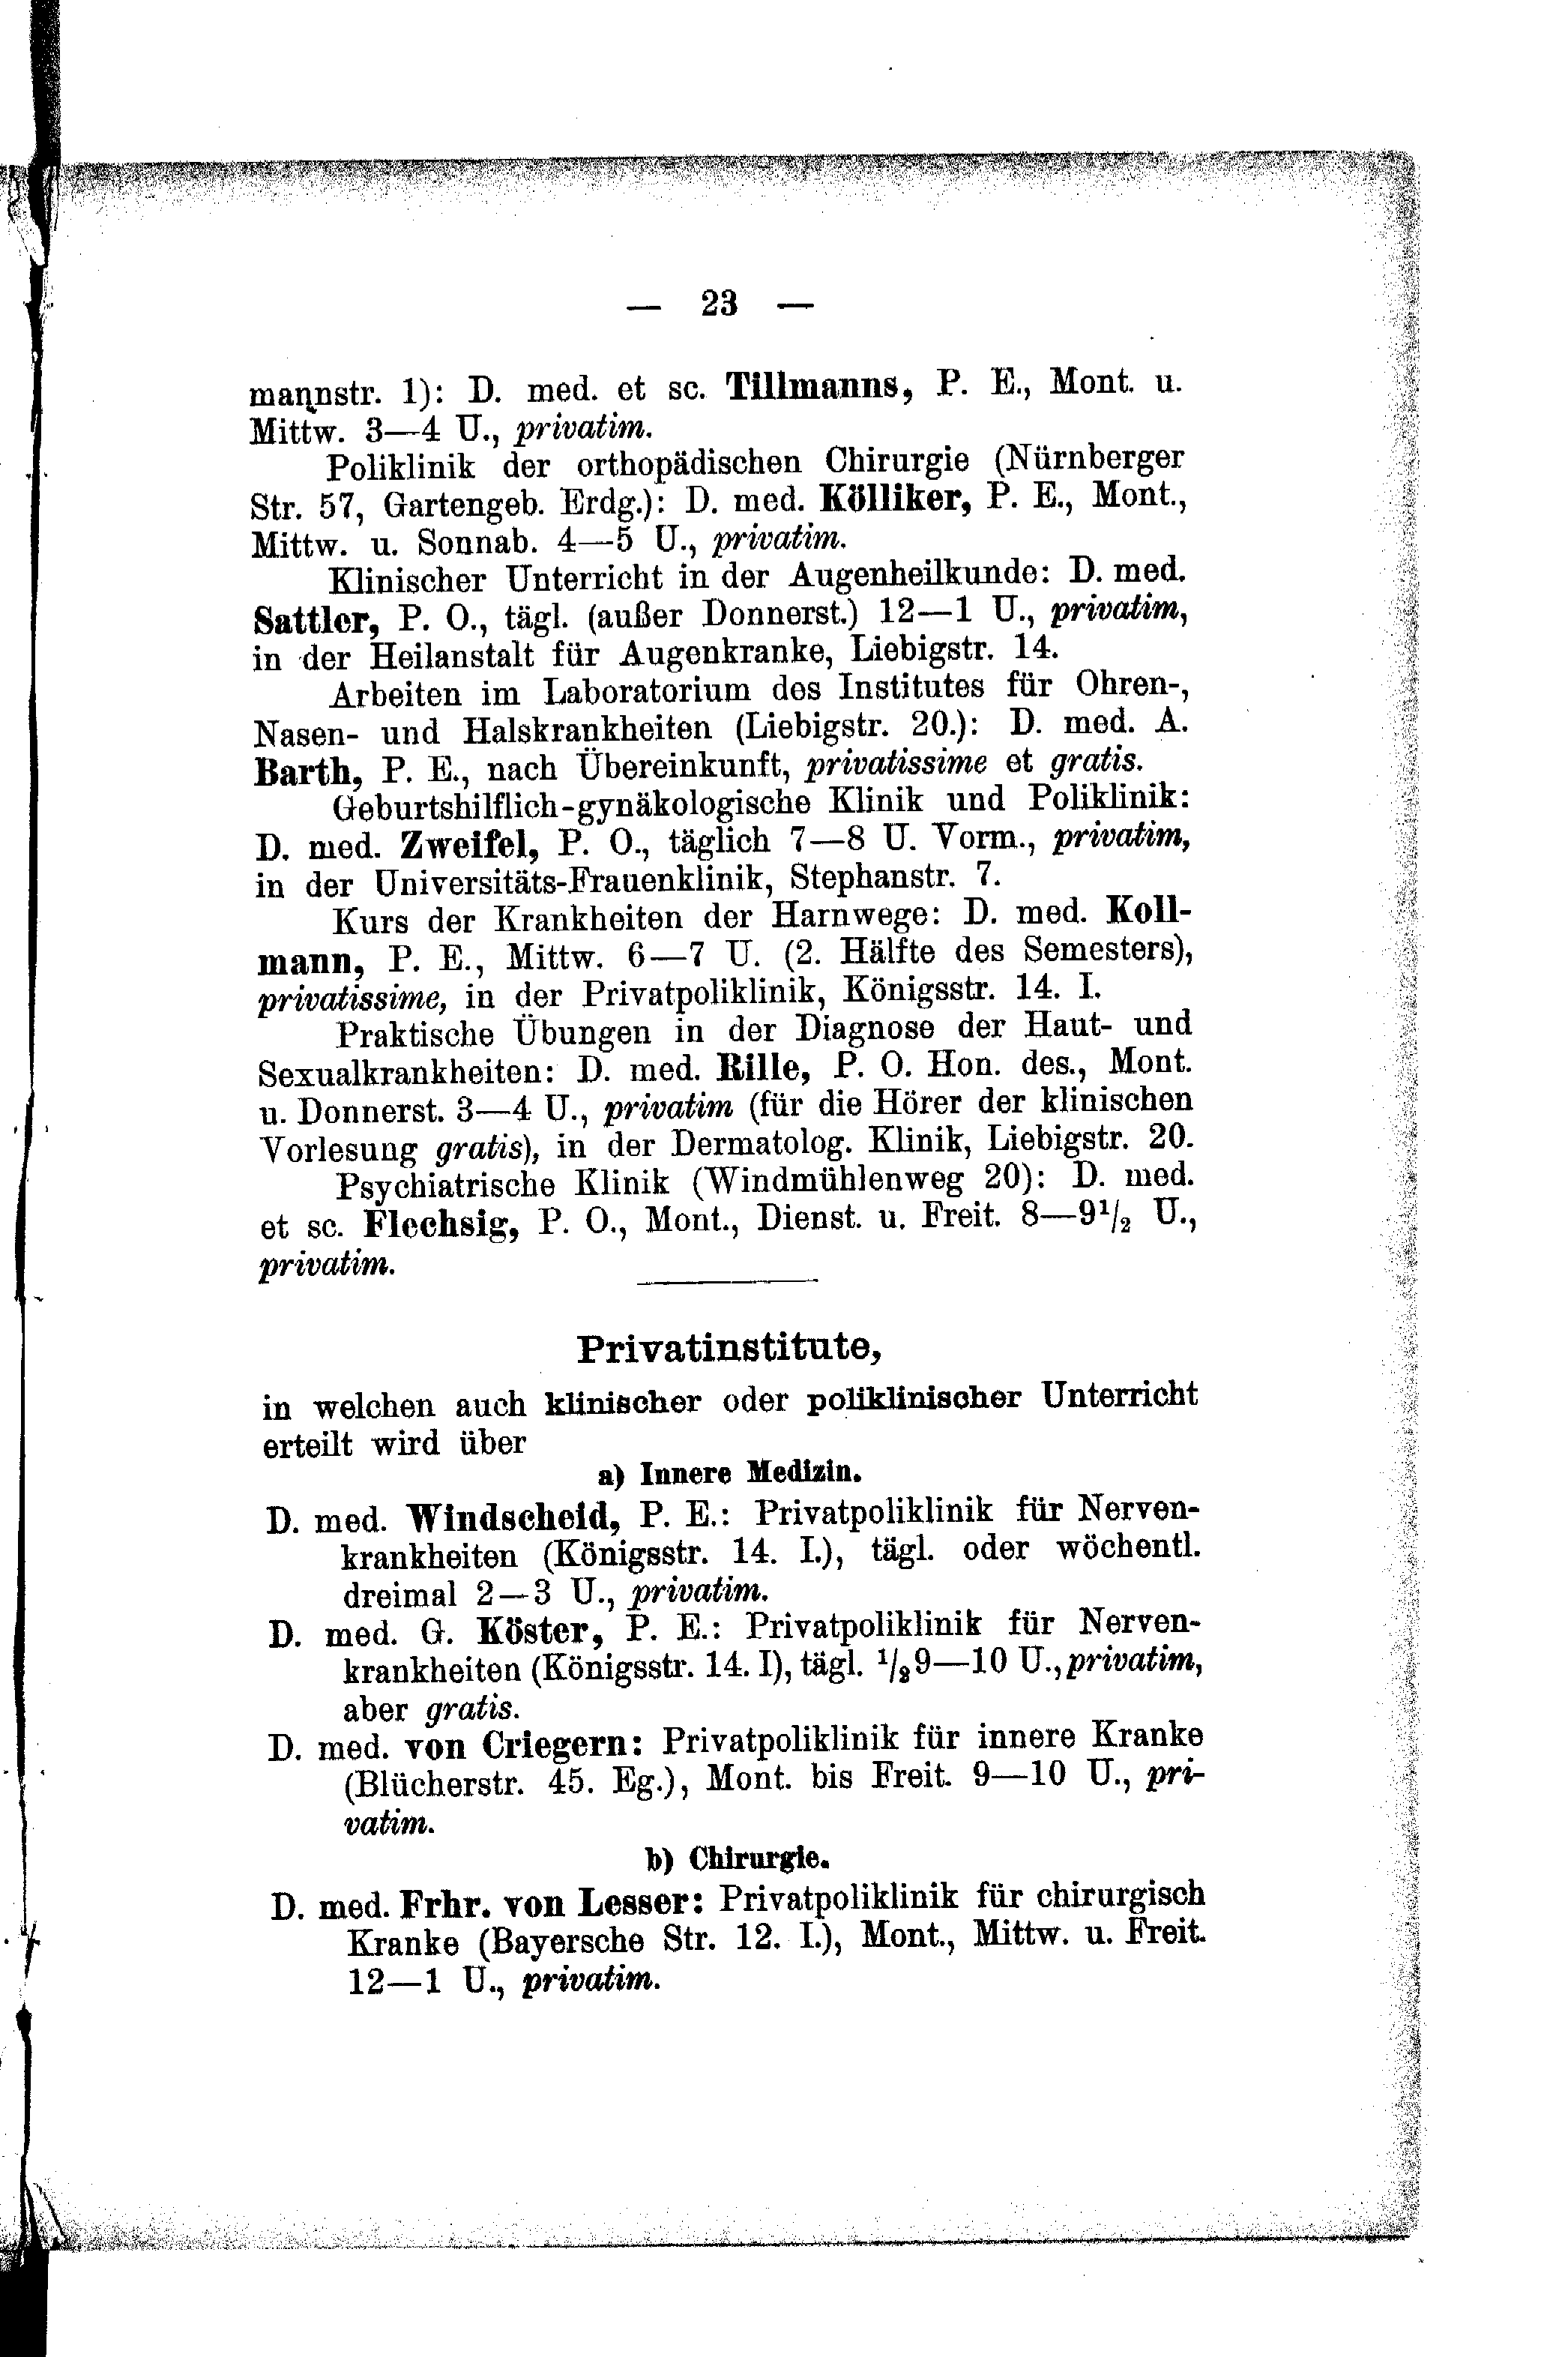 — 23 —
mannstr. 1): D. med. et sc. Tillmanns, P. E., Mont. u.
Mittw. 3—4 U., privatim.
Poliklinik der orthopädischen Chirurgie (Nürnberger
Str. 57, Gartengeb. Erdg.): D. med. Kölliker, P. E., Mont.,
Mittw. u. Sonnab. 4—5 U., privatim.
Klinischer Unterricht in der Augenheilkunde: D. med.
Sattler, P. O., tägl. (außer Donnerst.) 12—1 U., privatim,
in der Heilanstalt für Augenkranke, Liebigstr. 14.
Arbeiten im Laboratorium des Institutes für Ohren-,
Nasen- und Halskrankheiten (Liebigstr. 20.): D. med. A.
Barth, P. E., nach Übereinkunft, privatissime et gratis.
Geburtshilflich-gynäkologische Klinik und Poliklinik:
D. med. Zweifel, P. O., täglich 7—8 U. Vorm., privatim,
in der Universitäts-Frauenklinik, Stephanstr. 7.
Kurs der Krankheiten der Harnwege: D. med. Koll-
mann, P. E., Mittw. 6—7 U. (2. Hälfte des Semesters),
privatissime, in der Privatpoliklinik, Königsstr. 14. I.
Praktische Übungen in der Diagnose der Haut- und
Sexualkrankheiten: D. med. Rille, P. O. Hon. des., Mont.
u. Donnerst. 3—4 U., privatim (für die Hörer der klinischen
Vorlesung gratis), in der Dermatolog. Klinik, Liebigstr. 20.
Psychiatrische Klinik (Windmühlenweg 20): D. med.
et sc. Flechsig, P. O., Mont., Dienst. u. Freit. 8—9½ U.,
privatim.
Privatinstitute,
in welchen auch klinischer oder poliklinischer Unterricht
erteilt wird über
a) Innere Medizin.
D. med. Windscheid, P. E.: Privatpoliklinik für Nerven-
krankheiten (Königsstr. 14. I.), tägl. oder wöchentl.
dreimal 2—3 U., privatim.
D. med. G. Köster, P. E.: Privatpoliklinik für Nerven-
krankheiten (Königsstr. 14. I), tägl. ½9—10 U., privatim,
aber gratis.
D. med. von Criegern: Privatpoliklinik für innere Kranke
(Blücherstr. 45. Eg.), Mont. bis Freit. 9—10 U., pri-
vatim.
b) Chirurgie.
D. med. Frhr. von Lesser: Privatpoliklinik für chirurgisch
Kranke (Bayersche Str. 12. I.), Mont., Mittw. u. Freit.
12—1 U., privatim.